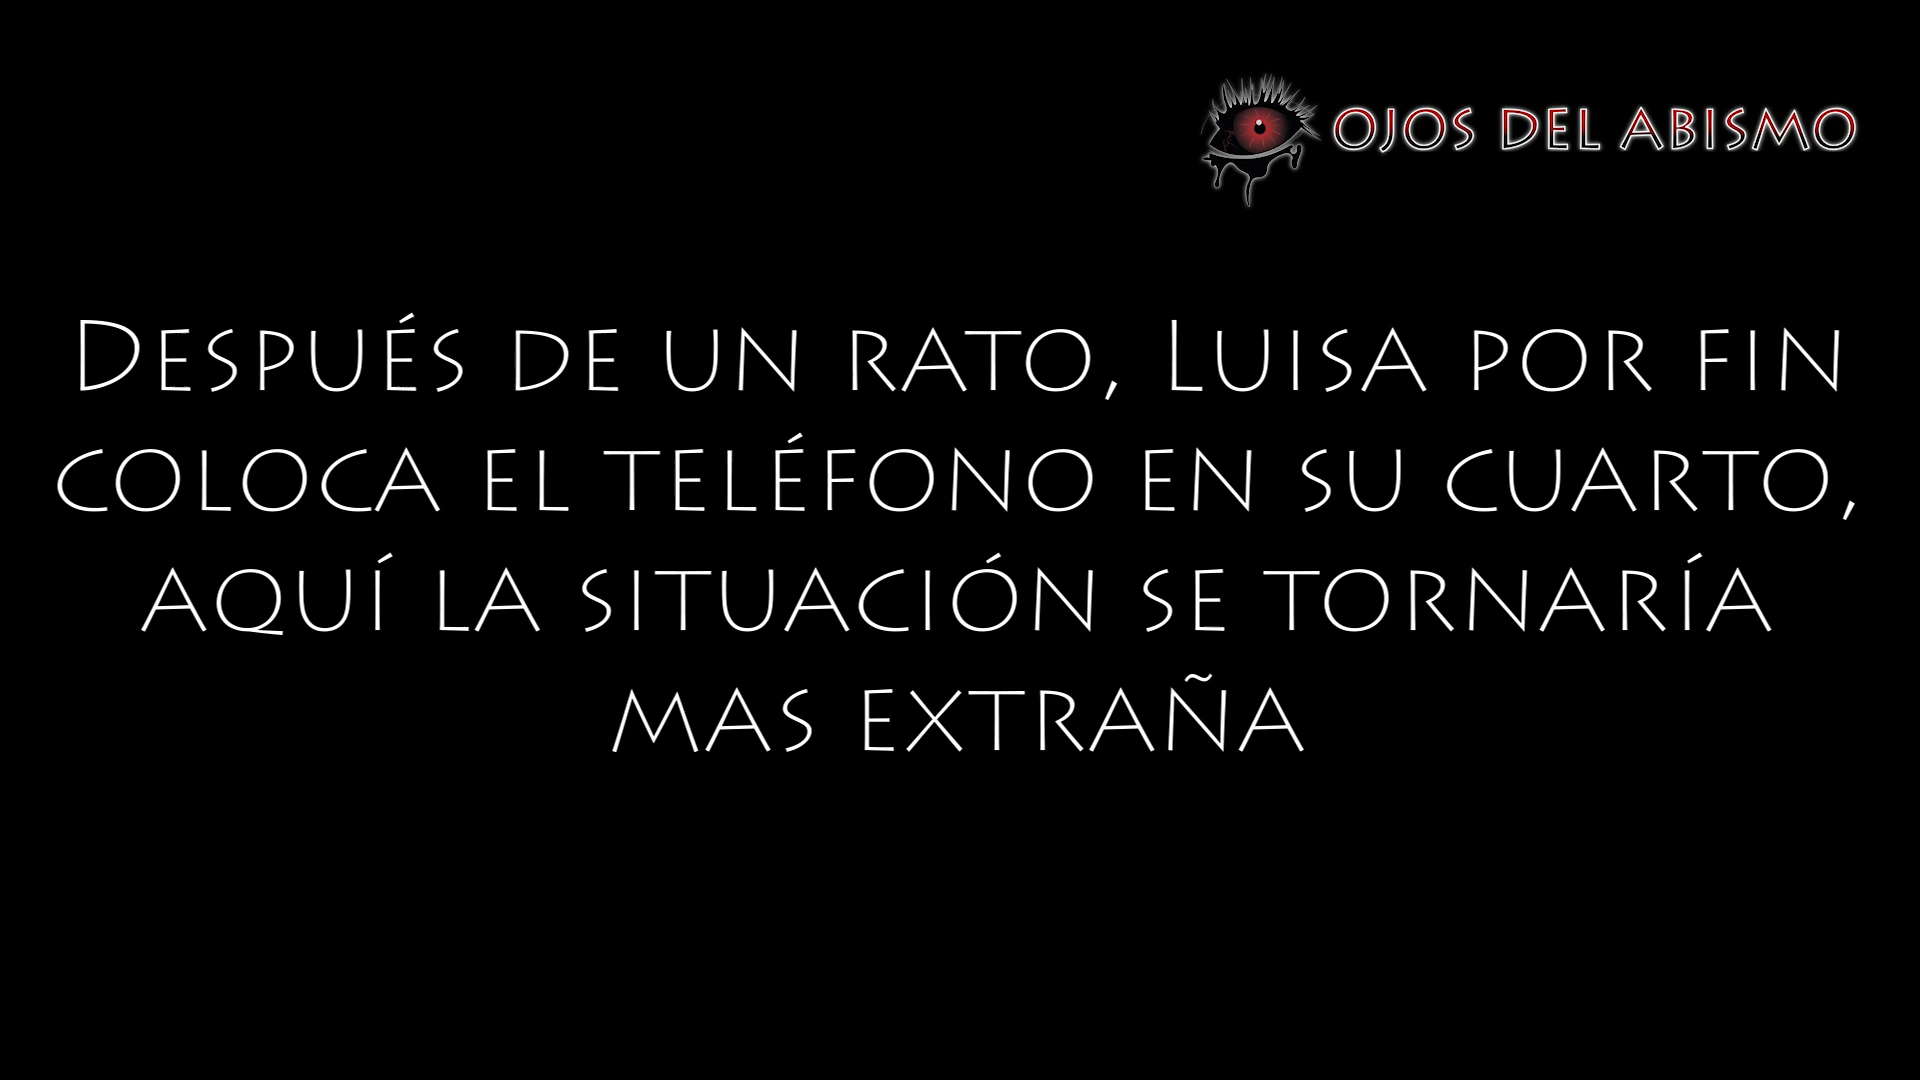 OJOS DEL ABISMO
Después de un rato, Luisa por fin
coloca el teléfono en su cuarto,
aquí la situación se tornaría
mas extraña